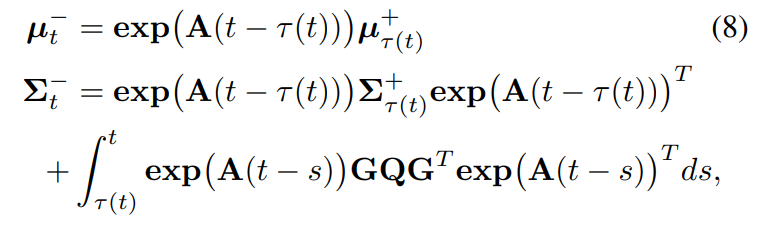 μ_t^- = exp(A(t − τ(t)))μ_{τ(t)}^+ (8)
Σ_t^- = exp(A(t − τ(t)))Σ_{τ(t)}^+ exp(A(t − τ(t)))^T
+ ∫_{τ(t)}^t exp(A(t − s))GQG^T exp(A(t − s))^T ds,